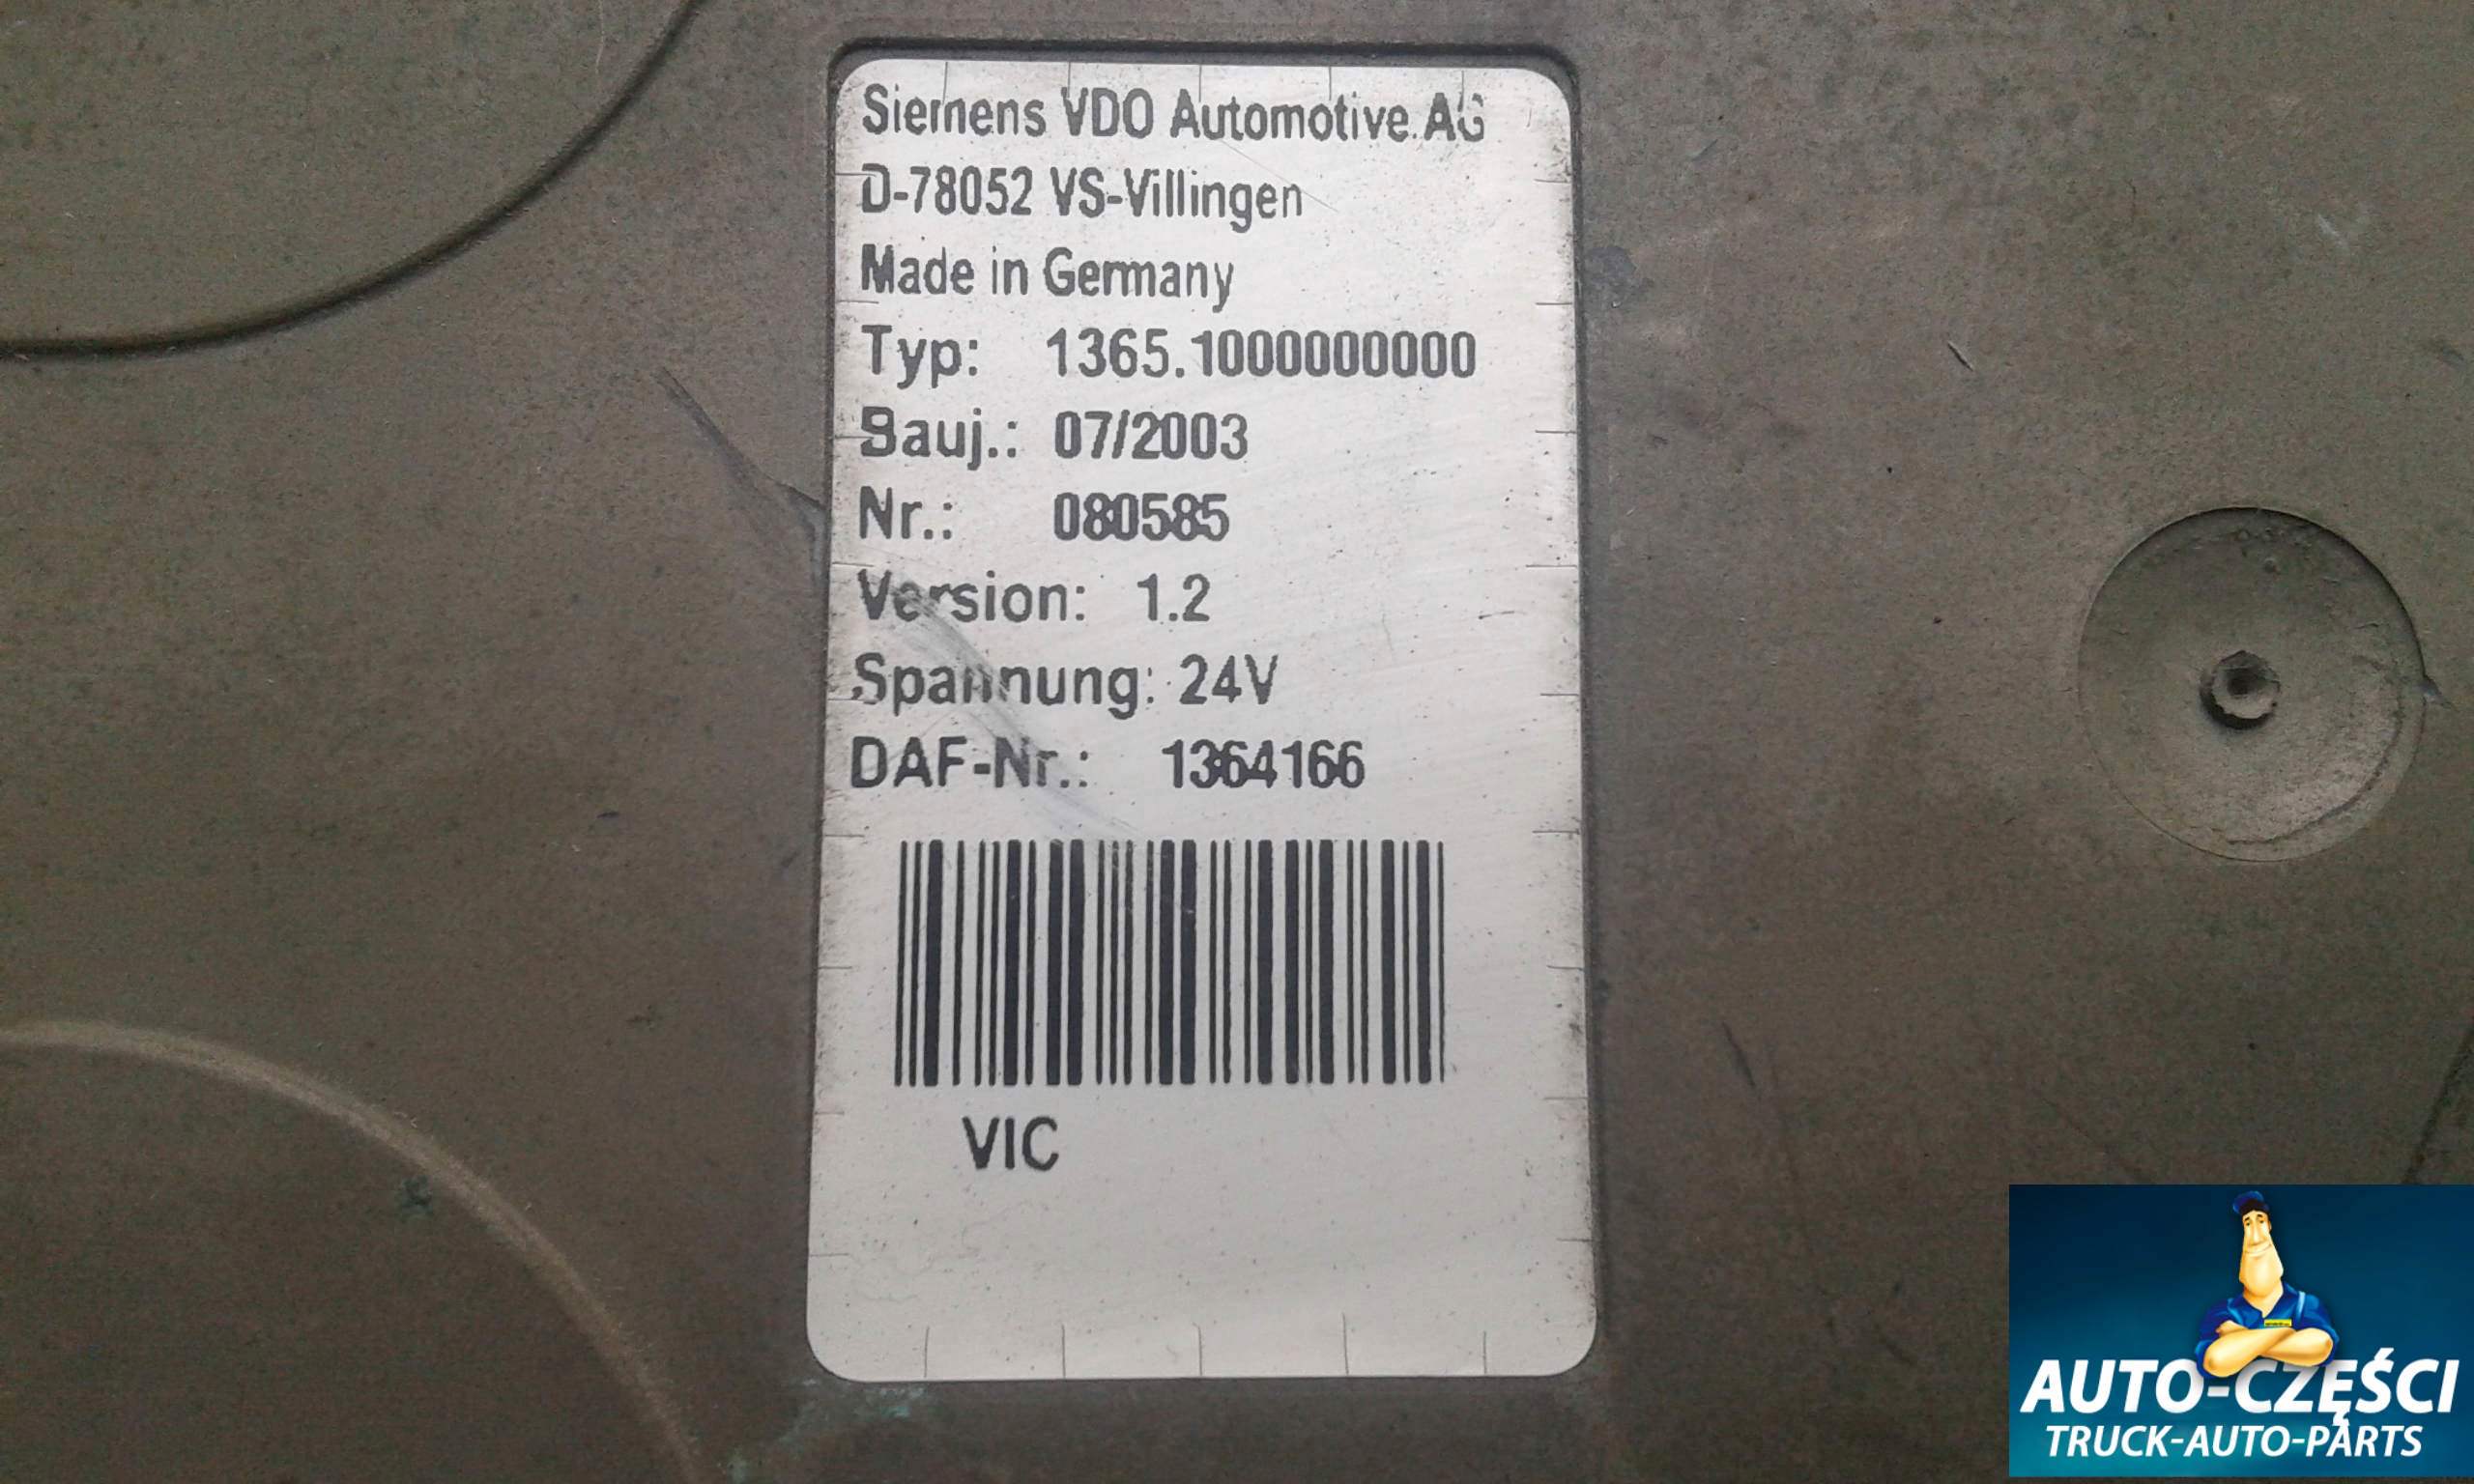 Siemens VDO Automotive AG
D-78052 VS-Villingen
Made in Germany
Typ: 1365.1000000000
Bauj.: 07/2003
Nr.: 080585
Version: 1.2
Spannung: 24V
DAF-Nr.: 1364166
VIC
AUTO-CZĘŚCI
TRUCK-AUTO-PARTS